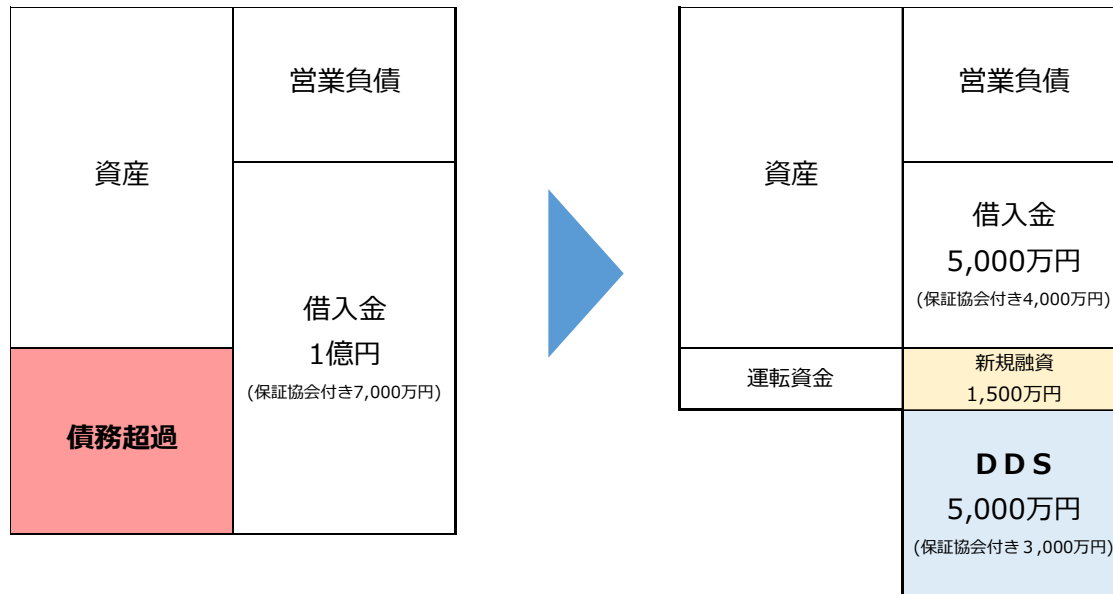 資産
営業負債
借入金
1億円
(保証協会付き7,000万円)
債務超過
資産
営業負債
借入金
5,000万円
(保証協会付き4,000万円)
運転資金
新規融資
1,500万円
ＤＤＳ
5,000万円
(保証協会付き３,000万円)